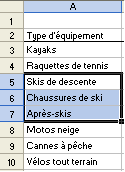 A
1
2 Type d'équipement
3 Kayaks
4 Raquettes de tennis
5 Skis de descente
6 Chaussures de ski
7 Après-skis
8 Motos neige
9 Cannes à pêche
10 Vélos tout terrain